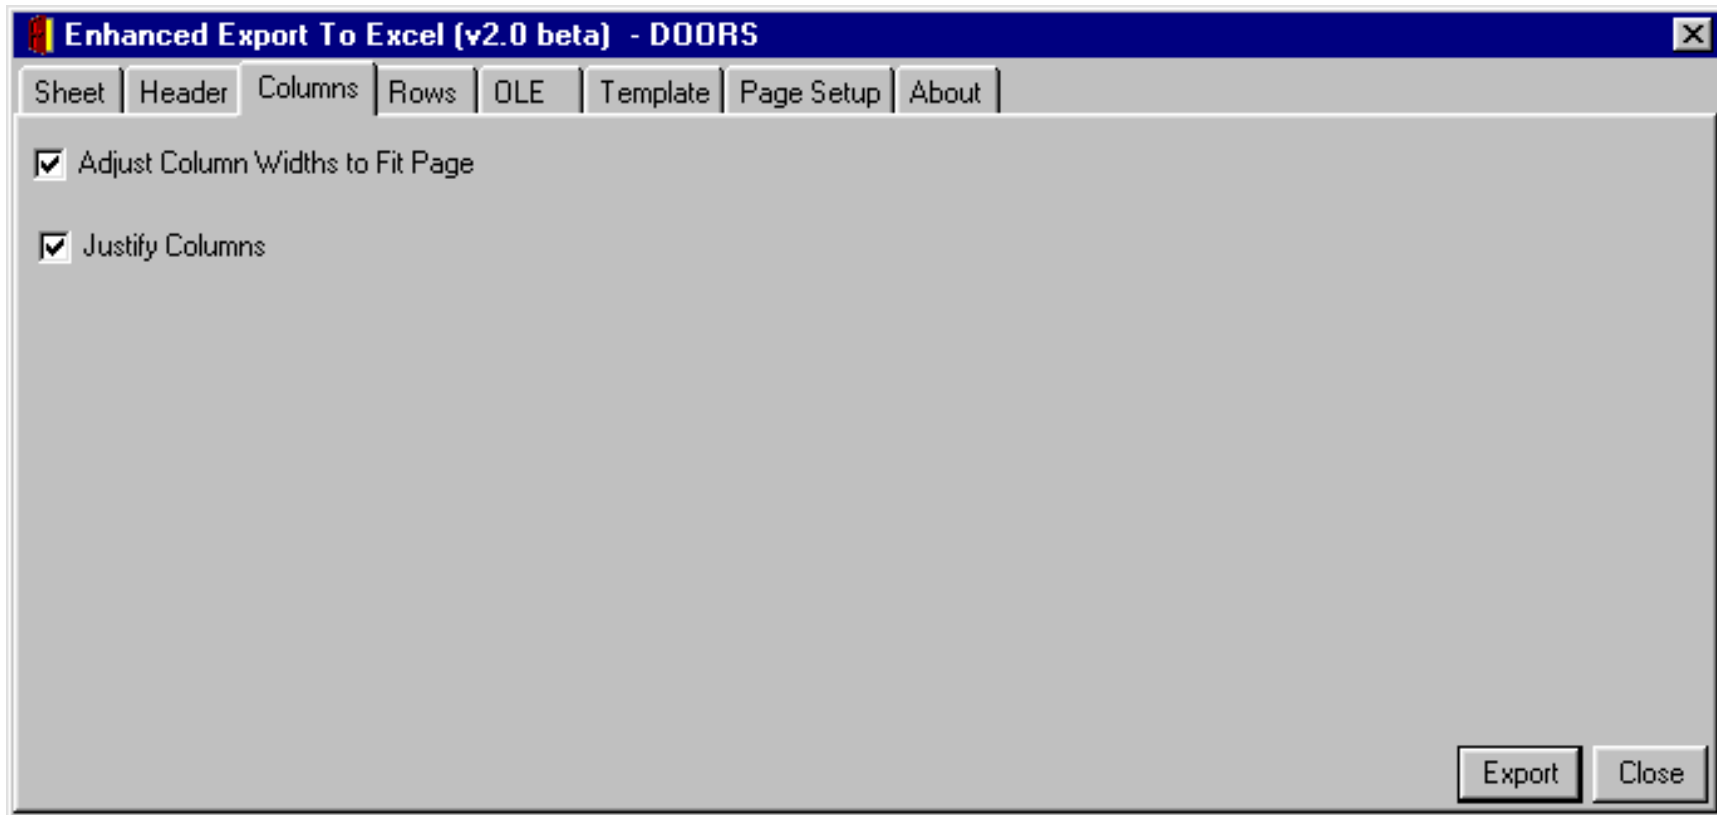 Enhanced Export To Excel (v2.0 beta) - DOORS
Sheet Header Columns Rows OLE Template Page Setup About
Adjust Column Widths to Fit Page
Justify Columns
Export Close